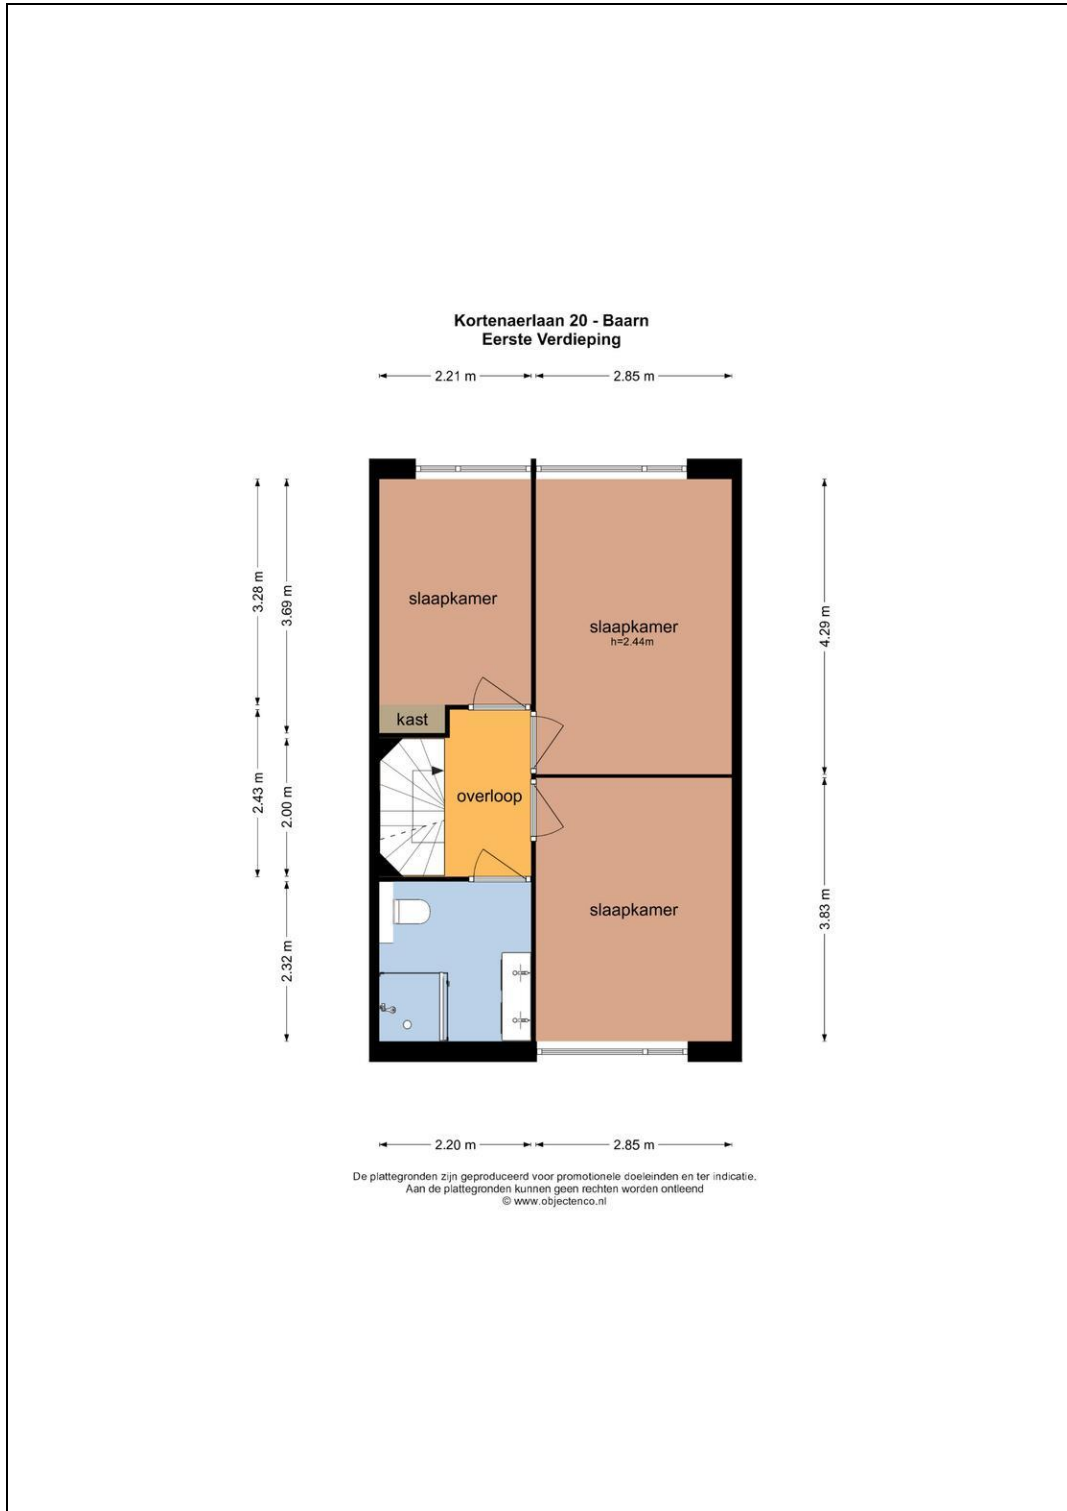 Kortenaerlaan 20 - Baarn
Eerste Verdieping
2.21 m
2.85 m
3.28 m
3.69 m
4.29 m
slaapkamer
slaapkamer
h=2.44m
kast
2.43 m
2.00 m
overloop
slaapkamer
3.83 m
2.32 m
2.20 m
2.85 m
De plattegronden zijn geproduceerd voor promotionele doeleinden en ter indicatie.
Aan de plattegronden kunnen geen rechten worden ontleend
© www.objectenco.nl